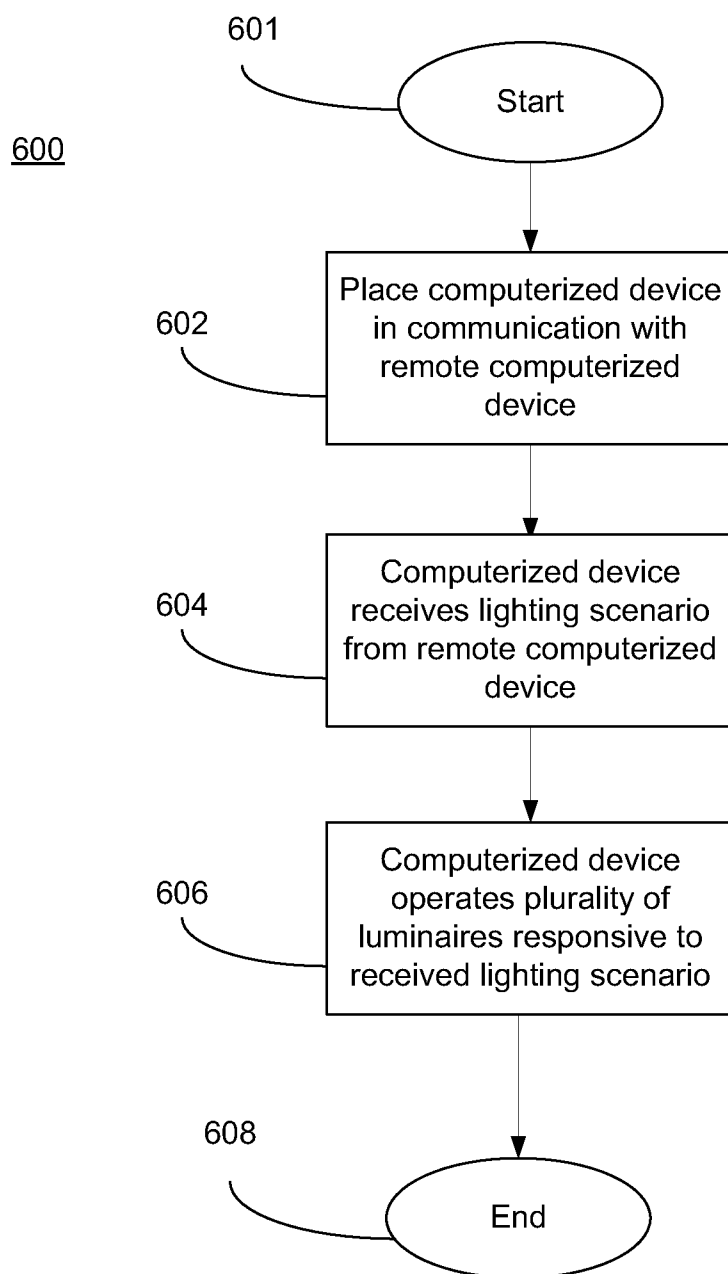 601
Start
600
Place computerized device
in communication with
remote computerized
device
602
Computerized device
receives lighting scenario
from remote computerized
device
604
Computerized device
operates plurality of
luminaires responsive to
received lighting scenario
606
608
End